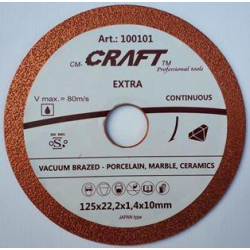 Art.: 100101
CM- CRAFT TM
Professional tools
EXTRA
V max. = 80m/s
CONTINUOUS
VACUUM BRAZED - PORCELAIN, MARBLE, CERAMICS
125x22,2x1,4x10mm
JAPAN type